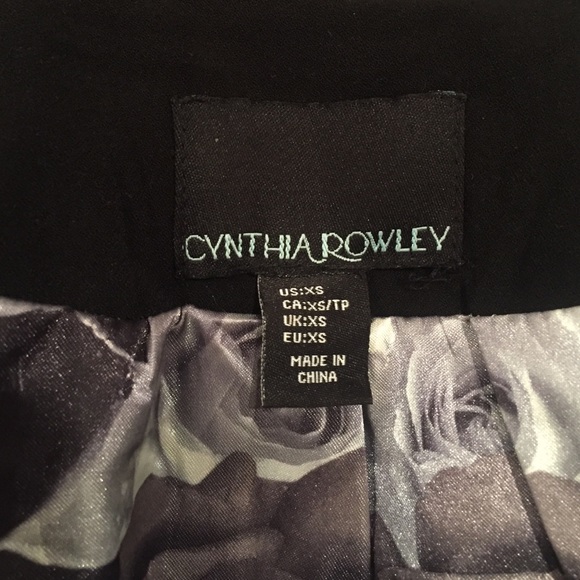 CYNTHIA ROWLEY
US:XS
CA:XS/TP
UK:XS
EU:XS
MADE IN
CHINA